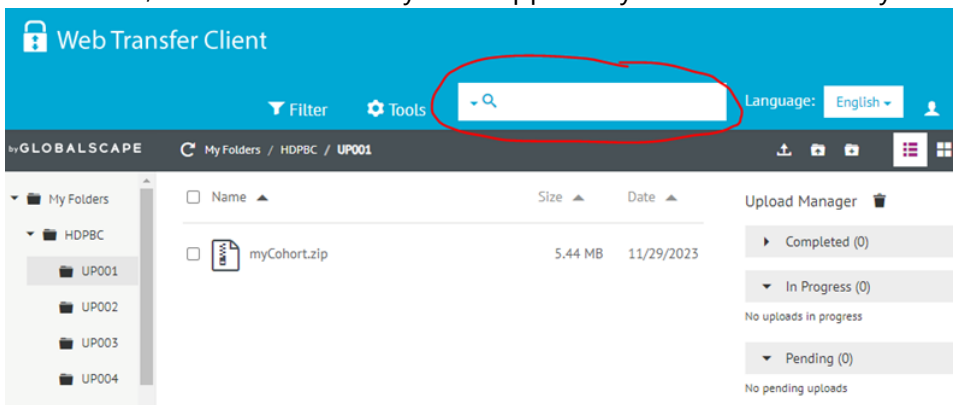 Web Transfer Client
Filter Tools Language: English
by GLOBALSCAPE My Folders / HDPBC / UP001
My Folders Name Size Date Upload Manager
HDPBC Completed (0)
UP001 myCohort.zip 5.44 MB 11/29/2023
In Progress (0)
UP002 No uploads in progress
UP003 Pending (0)
UP004 No pending uploads